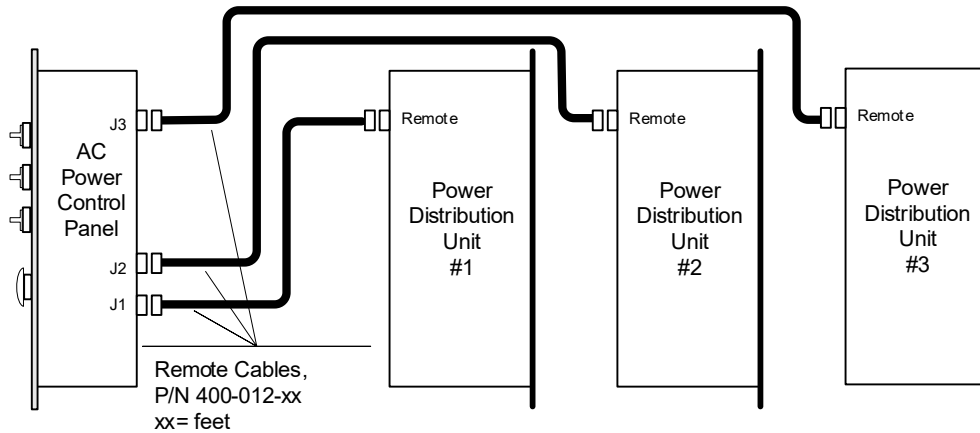 J3
AC
Power
Control
Panel
J2
J1
Remote
Power
Distribution
Unit
#1
Remote
Power
Distribution
Unit
#2
Remote
Power
Distribution
Unit
#3
Remote Cables,
P/N 400-012-xx
xx= feet